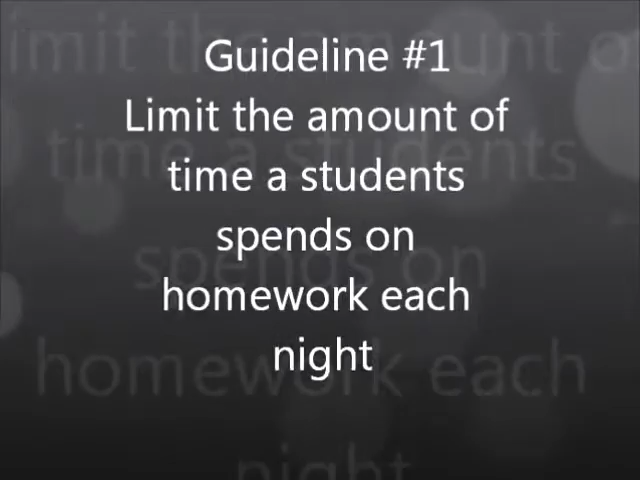 Guideline #1
Limit the amount of
time a students
spends on
homework each
night